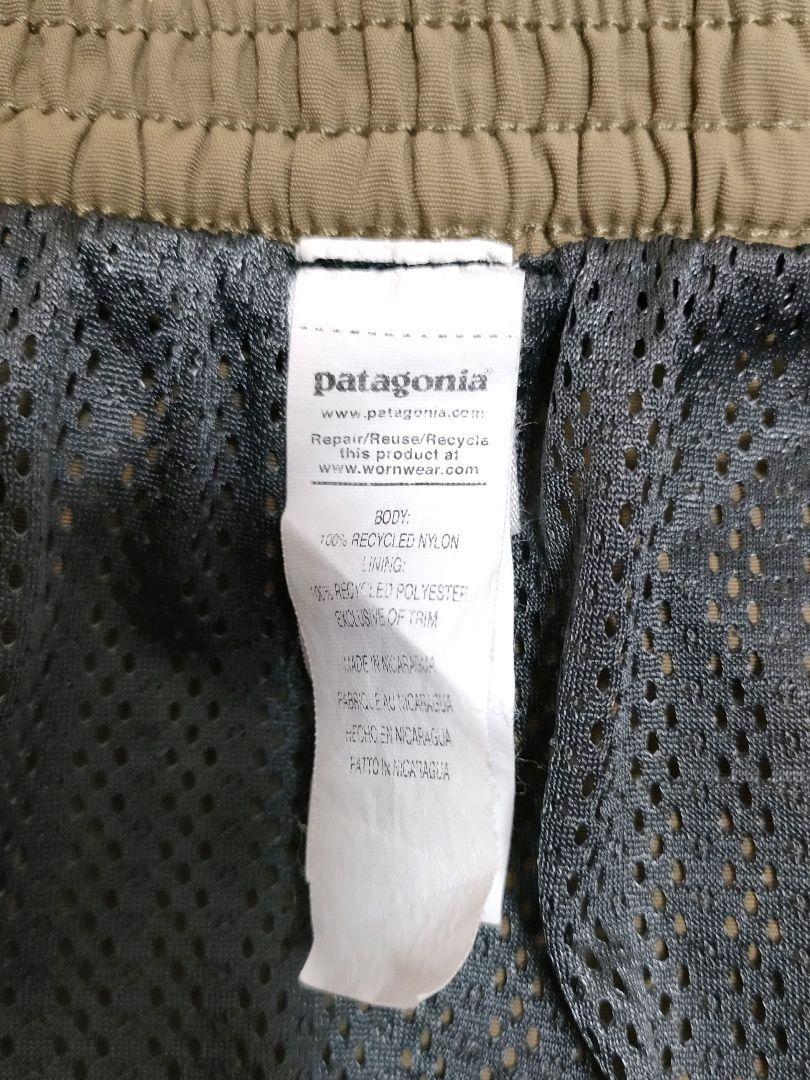 patagonia®
www.patagonia.com
Repair/Reuse/Recycle
this product at
www.wornwear.com
BODY:
100% RECYCLED NYLON
LINING:
100% RECYCLED POLYESTER
EXCLUSIVE OF TRIM
MADE IN NICARAGUA
FABRIQUE AU NICARAGUA
HECHO EN NICARAGUA
FATTO IN NICARAGUA